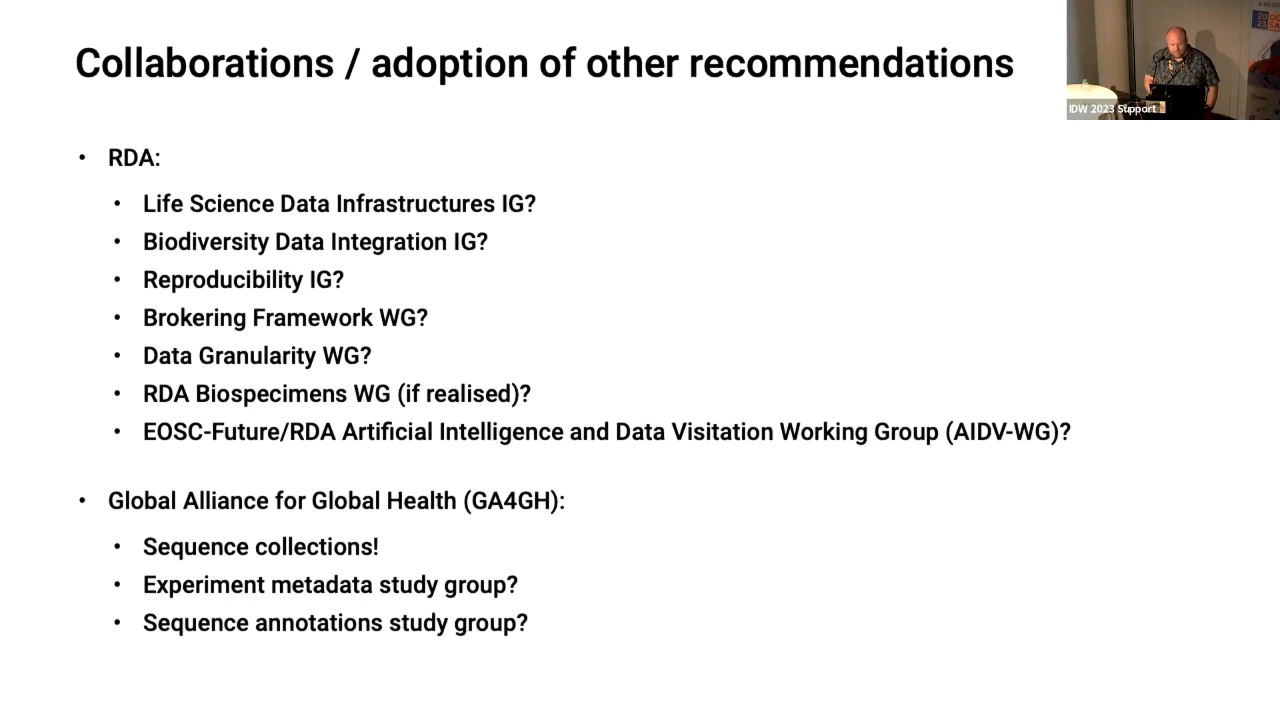 Collaborations / adoption of other recommendations
IDW 2023 Support
• RDA:
• Life Science Data Infrastructures IG?
• Biodiversity Data Integration IG?
• Reproducibility IG?
• Brokering Framework WG?
• Data Granularity WG?
• RDA Biospecimens WG (if realised)?
• EOSC-Future/RDA Artificial Intelligence and Data Visitation Working Group (AIDV-WG)?
• Global Alliance for Global Health (GA4GH):
• Sequence collections!
• Experiment metadata study group?
• Sequence annotations study group?